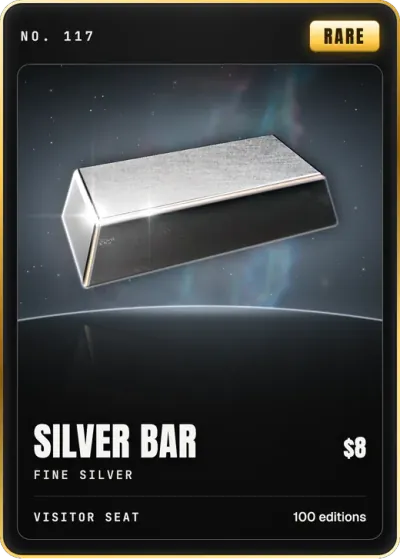 NO. 117
RARE
SILVER BAR
$8
FINE SILVER
VISITOR SEAT
100 editions